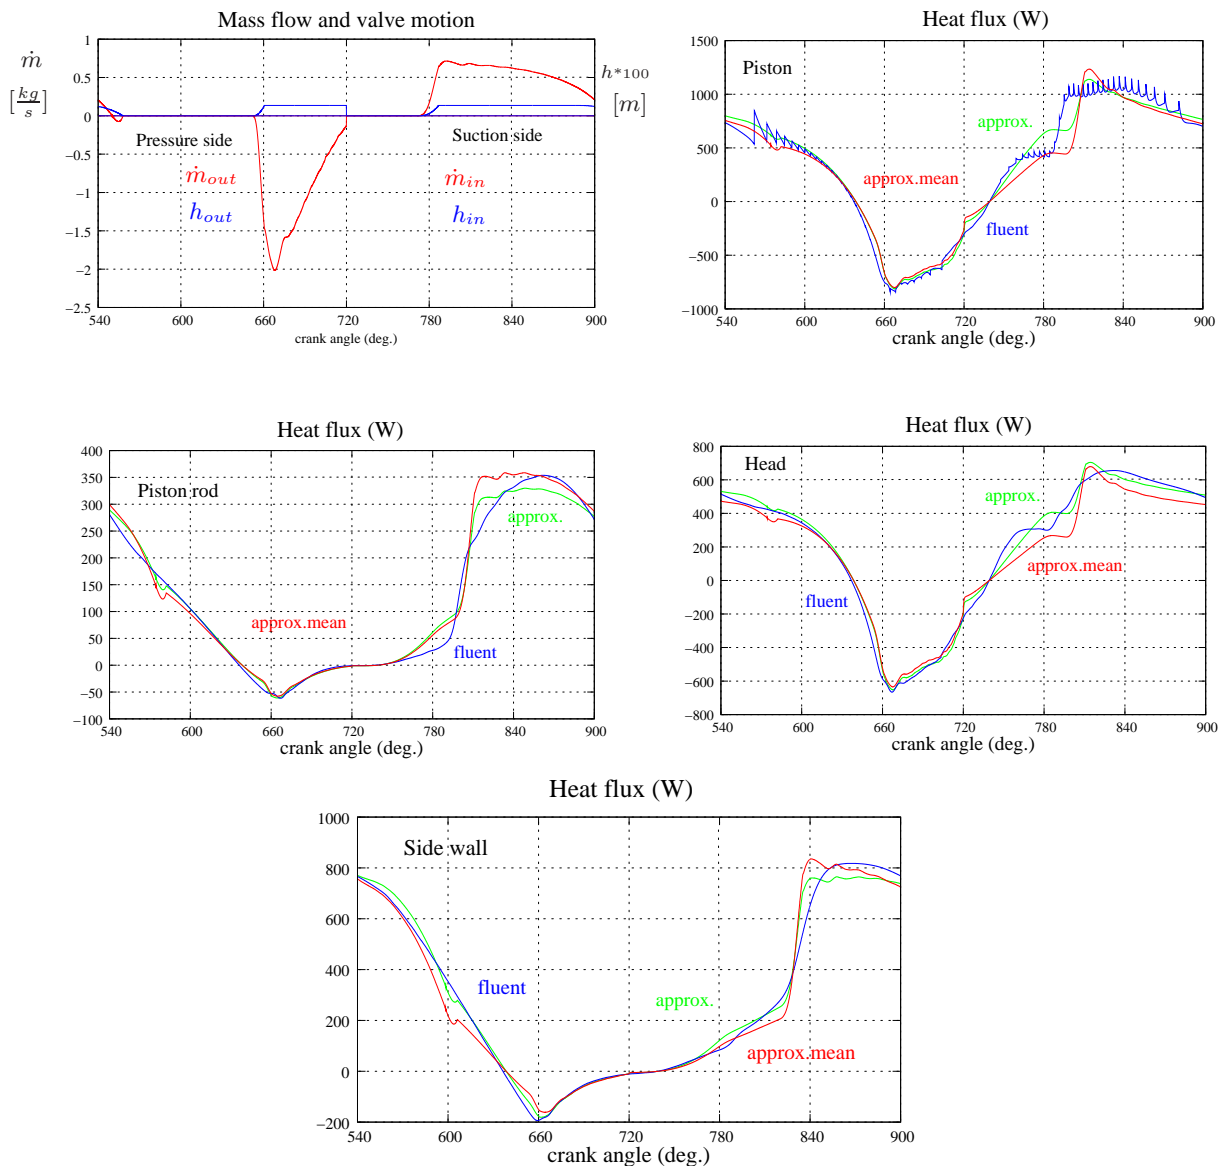 Mass flow and valve motion
ṁ
[kg/s]
1
0.5
0
−0.5
−1
−1.5
−2
−2.5
540 600 660 720 780 840 900
crank angle (deg.)
h*100
[m]
Pressure side
Suction side
ṁout
hout
ṁin
hin
Heat flux (W)
1500
1000
500
0
−500
−1000
540 600 660 720 780 840 900
crank angle (deg.)
Piston
approx.
approx.mean
fluent
Heat flux (W)
400
350
300
250
200
150
100
50
0
−50
−100
540 600 660 720 780 840 900
crank angle (deg.)
Piston rod
approx.
approx.mean
fluent
Heat flux (W)
800
600
400
200
0
−200
−400
−600
−800
540 600 660 720 780 840 900
crank angle (deg.)
Head
approx.
approx.mean
fluent
Heat flux (W)
1000
800
600
400
200
0
−200
540 600 660 720 780 840 900
crank angle (deg.)
Side wall
fluent
approx.
approx.mean